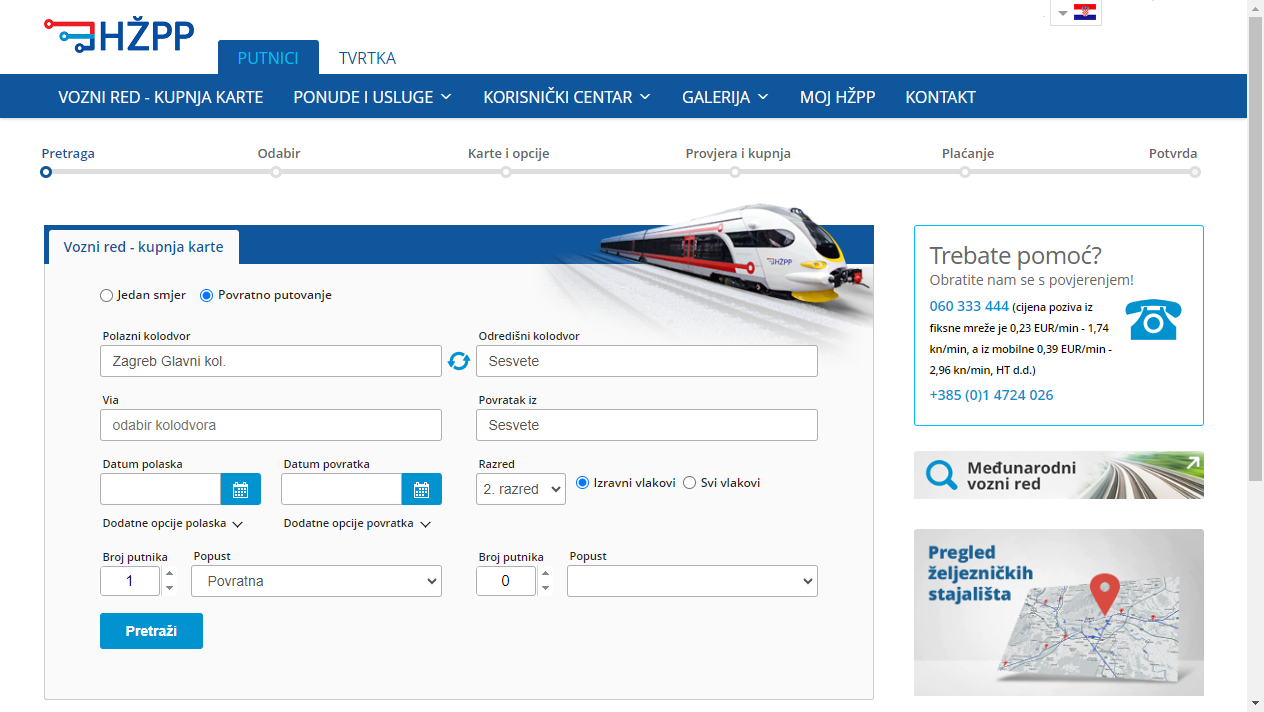 HŽPP
PUTNICI
TVRTKA
VOZNI RED - KUPNJA KARTE
PONUDE I USLUGE
KORISNIČKI CENTAR
GALERIJA
MOJ HŽPP
KONTAKT
Pretraga
Odabir
Karte i opcije
Provjera i kupnja
Plaćanje
Potvrda
Vozni red - kupnja karte
HŽPP
Jedan smjer
Povratno putovanje
Polazni kolodvor
Odredišni kolodvor
Zagreb Glavni kol.
Sesvete
Via
Povratak iz
odabir kolodvora
Sesvete
Datum polaska
Datum povratka
Razred
2. razred
Izravni vlakovi
Svi vlakovi
Dodatne opcije polaska
Dodatne opcije povratka
Broj putnika
Popust
Broj putnika
Popust
1
Povratna
0
Pretraži
Trebate pomoć?
Obratite nam se s povjerenjem!
060 333 444 (cijena poziva iz
fiksne mreže je 0,23 EUR/min - 1,74
kn/min, a iz mobilne 0,39 EUR/min -
2,96 kn/min, HT d.d.)
+385 (0)1 4724 026
Međunarodni
vozni red
Pregled
željezničkih
stajališta